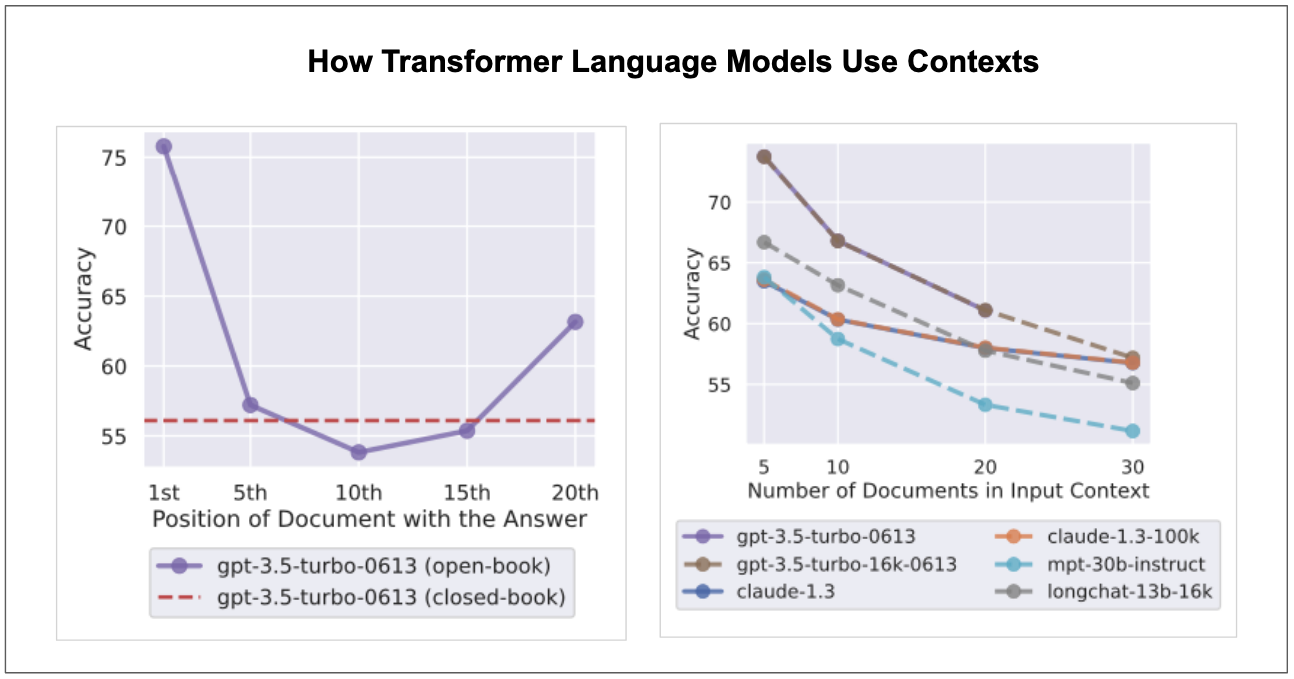 How Transformer Language Models Use Contexts
75
70
65
60
55
Accuracy
1st 5th 10th 15th 20th
Position of Document with the Answer
gpt-3.5-turbo-0613 (open-book)
gpt-3.5-turbo-0613 (closed-book)
70
65
60
55
Accuracy
5 10 20 30
Number of Documents in Input Context
gpt-3.5-turbo-0613
gpt-3.5-turbo-16k-0613
claude-1.3
claude-1.3-100k
mpt-30b-instruct
longchat-13b-16k